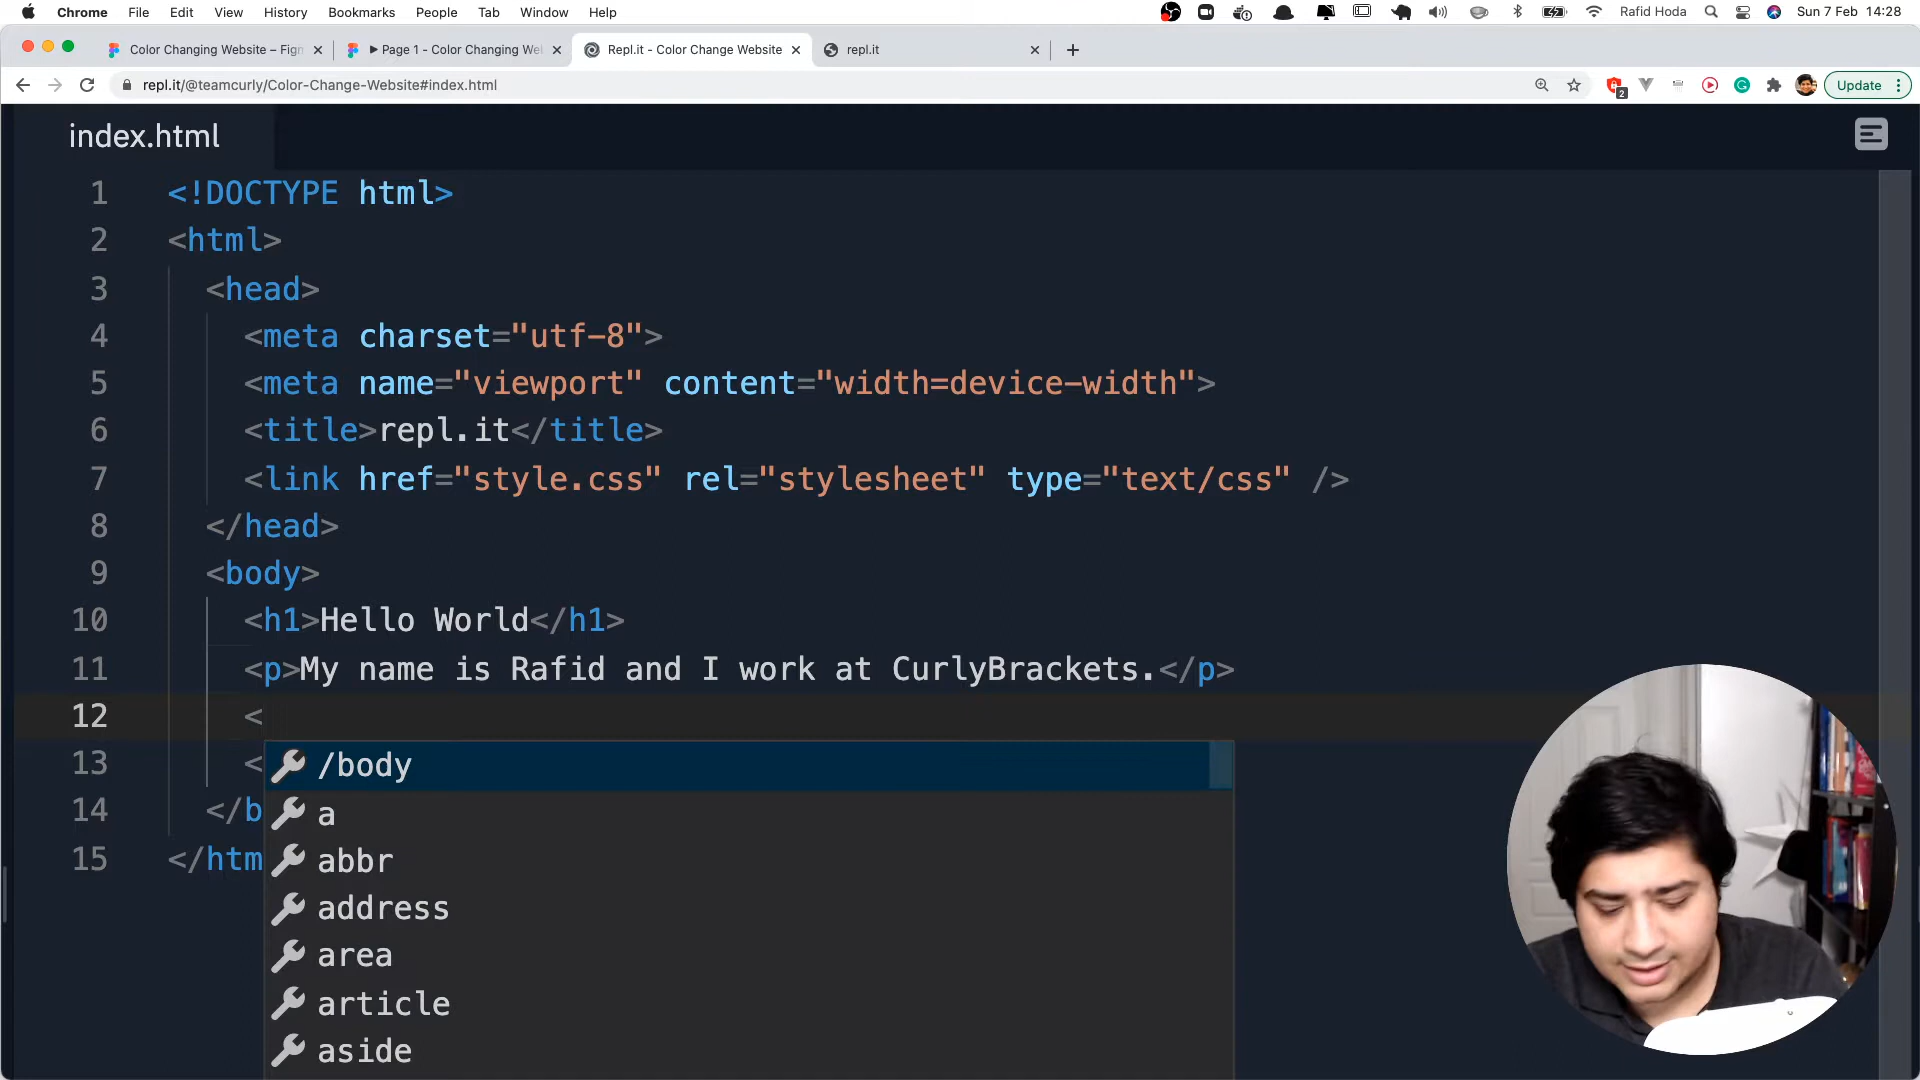 Chrome File Edit View History Bookmarks People Tab Window Help Rafid Hoda Sun 7 Feb 14:28
Color Changing Website – Figm Page 1 - Color Changing We Repl.it - Color Change Website repl.it
repl.it/@teamcurly/Color-Change-Website#index.html 2 Update
index.html
1 <!DOCTYPE html>
2 <html>
3 <head>
4 <meta charset="utf-8">
5 <meta name="viewport" content="width=device-width">
6 <title>repl.it</title>
7 <link href="style.css" rel="stylesheet" type="text/css" />
8 </head>
9 <body>
10 <h1>Hello World</h1>
11 <p>My name is Rafid and I work at CurlyBrackets.</p>
12 <
/body
13 <
a
14 </b
abbr
15 </htm
address
area
article
aside